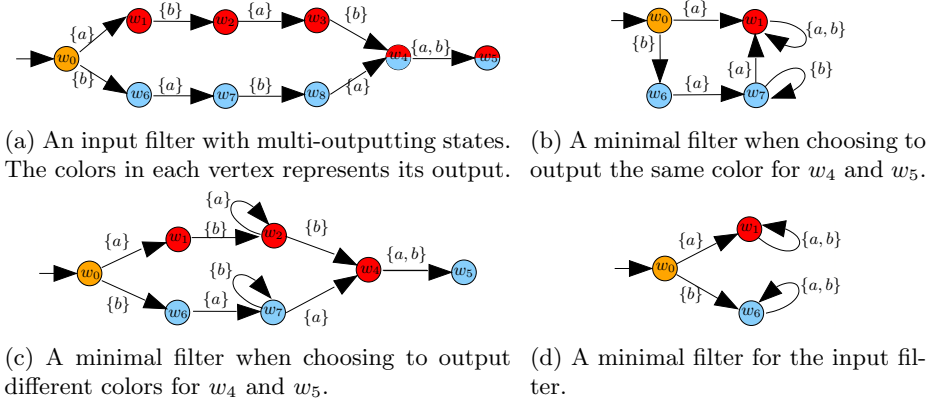 {a} {b} {a} {b} {a, b}
w0 w1 w2 w3 w4 w5
{b} {a} {b} {a}
w6 w7 w8
(a) An input filter with multi-outputting states.
The colors in each vertex represents its output.
w0 {a} w1 {a, b}
{b} {a} {b}
w6 {a} w7
(b) A minimal filter when choosing to
output the same color for w4 and w5.
{a}
{a} {b} {b}
w1 w2 {a, b}
w0 w4 w5
{b} {b}
w6 {a} w7 {a}
(c) A minimal filter when choosing to output
different colors for w4 and w5.
{a} w1 {a, b}
w0
{b} w6 {a, b}
(d) A minimal filter for the input fil-
ter.